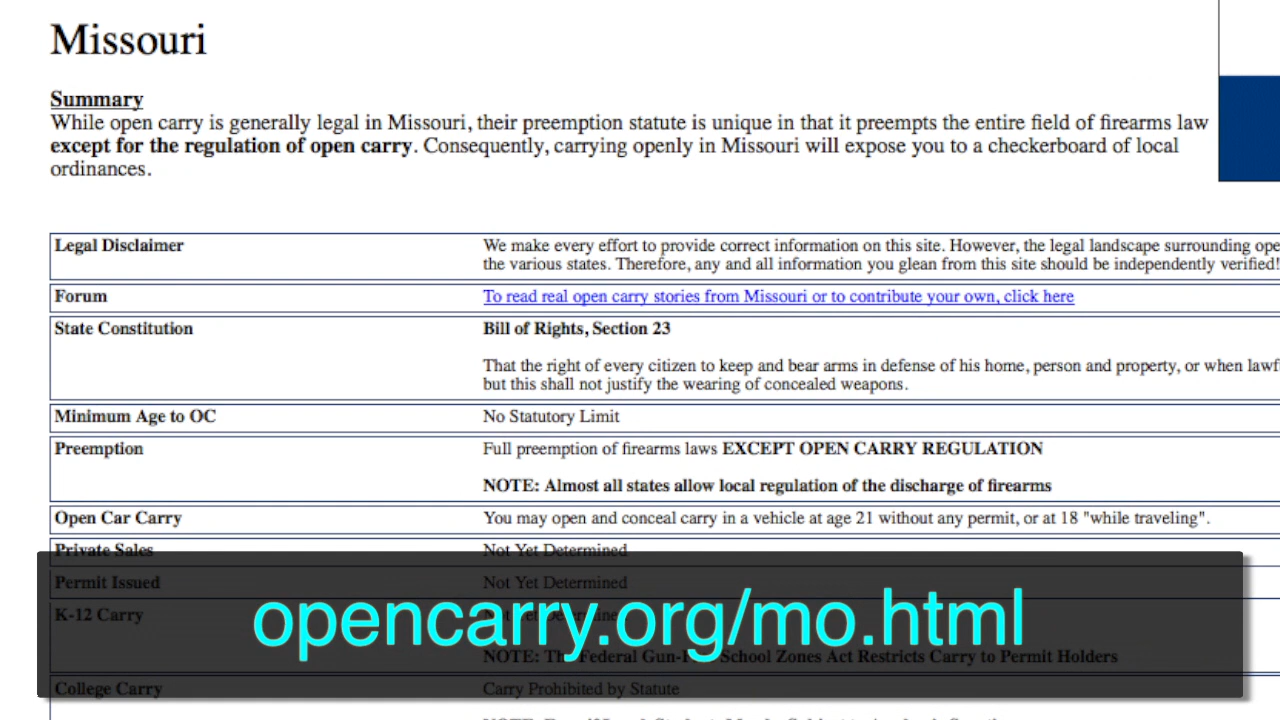 Missouri
Summary
While open carry is generally legal in Missouri, their preemption statute is unique in that it preempts the entire field of firearms law
except for the regulation of open carry. Consequently, carrying openly in Missouri will expose you to a checkerboard of local
ordinances.
Legal Disclaimer We make every effort to provide correct information on this site. However, the legal landscape surrounding ope
the various states. Therefore, any and all information you glean from this site should be independently verified!
Forum To read real open carry stories from Missouri or to contribute your own, click here
State Constitution Bill of Rights, Section 23
That the right of every citizen to keep and bear arms in defense of his home, person and property, or when lawf
but this shall not justify the wearing of concealed weapons.
Minimum Age to OC No Statutory Limit
Preemption Full preemption of firearms laws EXCEPT OPEN CARRY REGULATION
NOTE: Almost all states allow local regulation of the discharge of firearms
Open Car Carry You may open and conceal carry in a vehicle at age 21 without any permit, or at 18 "while traveling".
Private Sales Not Yet Determined
Permit Issued Not Yet Determined
K-12 Carry
opencarry.org/mo.html
NOTE: Federal School Zones Act Restricts Carry to Permit Holders
College Carry Carry Prohibited by Statute